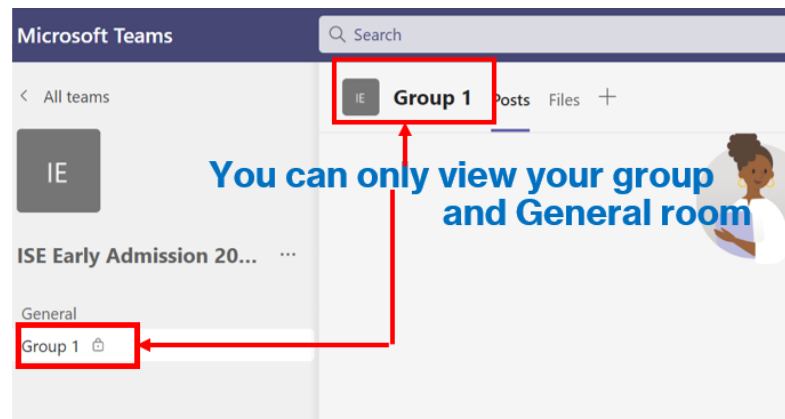 Microsoft Teams
Search
All teams
IE
Group 1
Posts
Files
IE
You can only view your group
and General room
ISE Early Admission 20...
General
Group 1